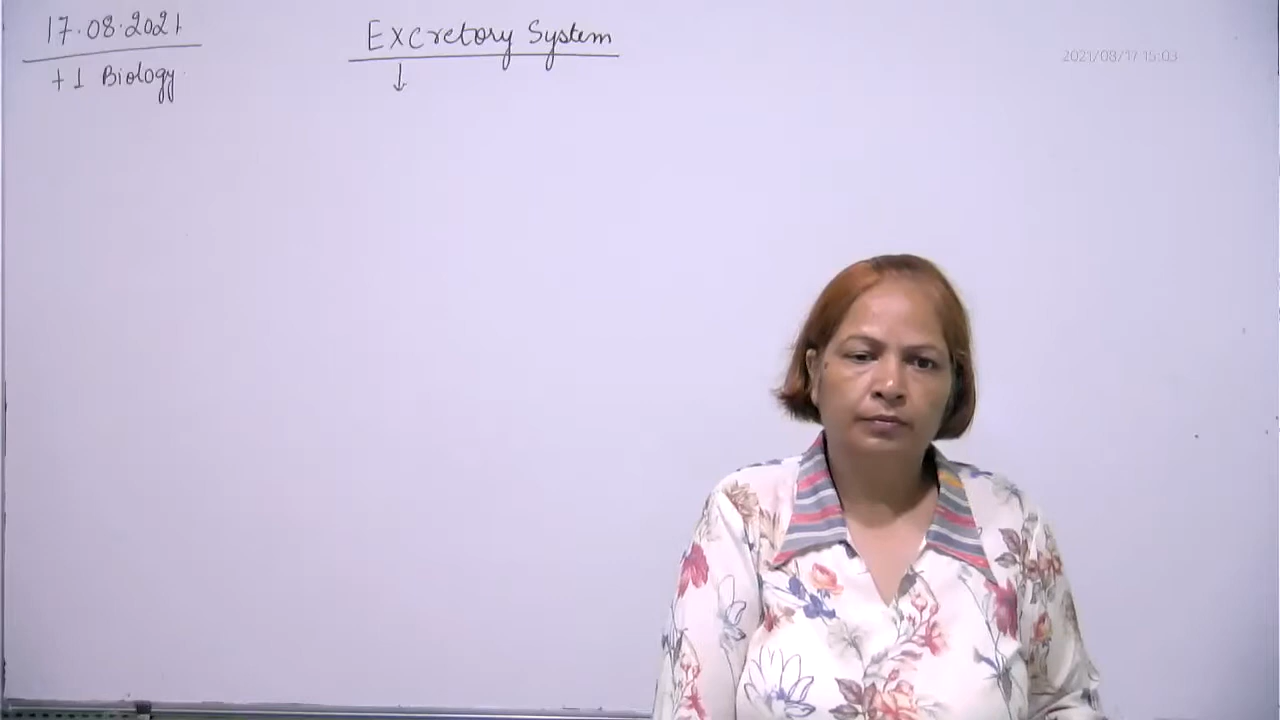 17.08.2021
+1 Biology
Excretory System
↓
2021/08/17 15:03